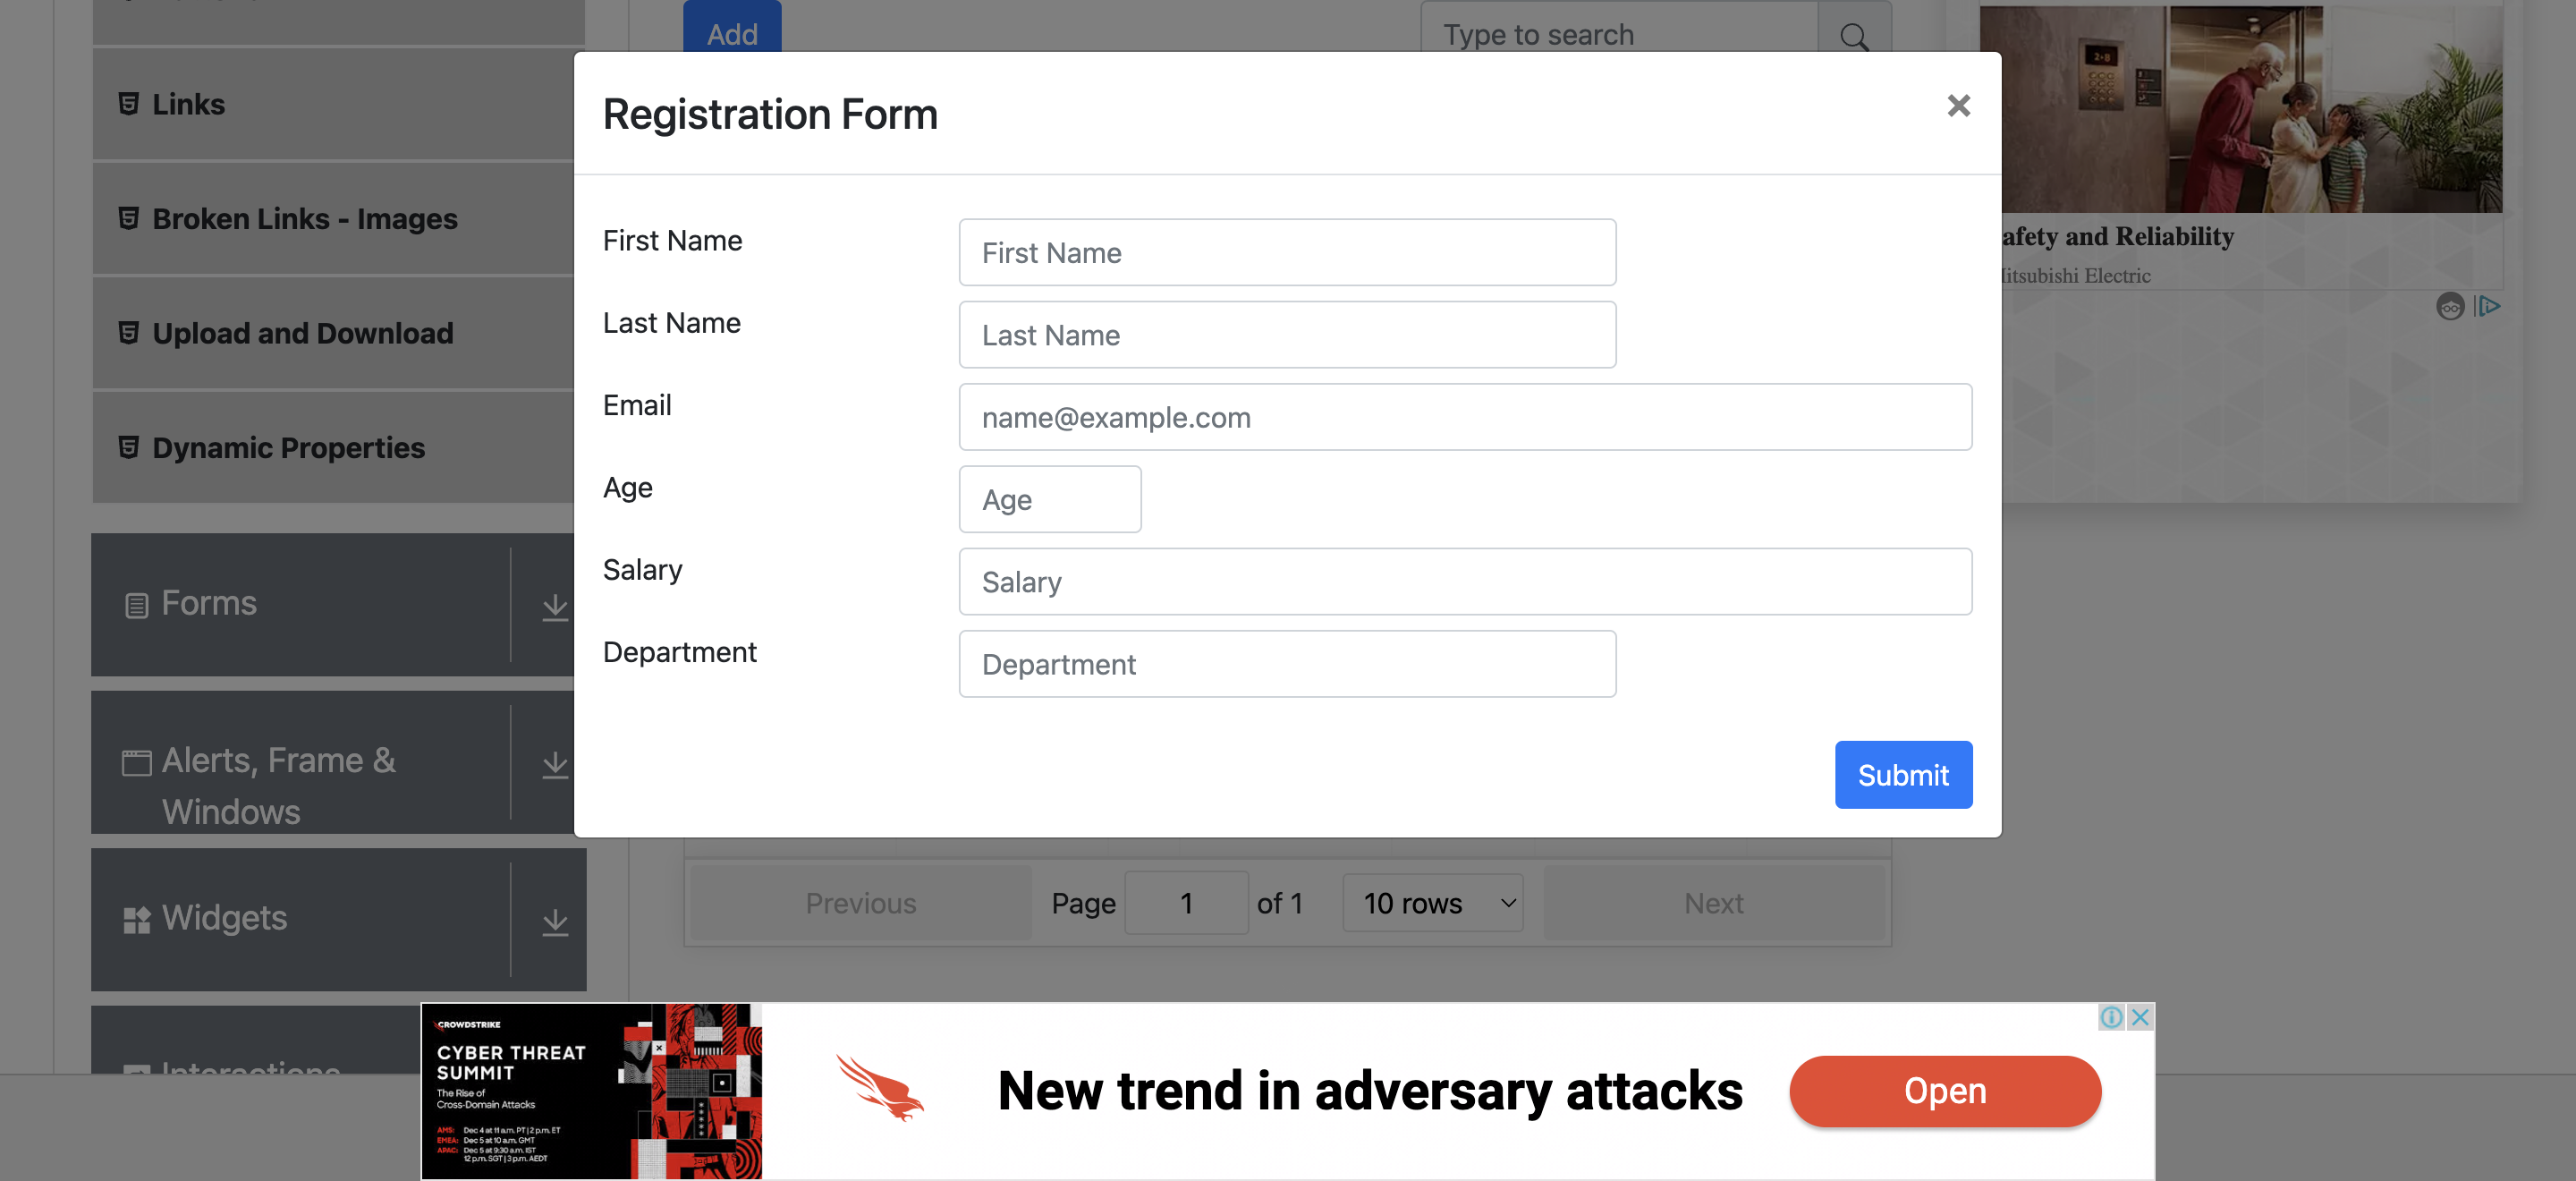 Add
Type to search
Links
Broken Links - Images
Upload and Download
Dynamic Properties
Forms
Alerts, Frame &
Windows
Widgets
Registration Form
×
First Name
First Name
Last Name
Last Name
Email
name@example.com
Age
Age
Salary
Salary
Department
Department
Submit
afety and Reliability
itsubishi Electric
Previous
Page
1
of 1
10 rows
Next
CROWDSTRIKE
CYBER THREAT
SUMMIT
The Rise of
Cross-Domain Attacks
AMS: Dec 4 at 11 a.m. PT | 2 p.m. ET
EMEA: Dec 5 at 10 a.m. GMT
APAC: Dec 5 at 9:30 a.m. IST
12 p.m. SGT | 3 p.m. AEDT
New trend in adversary attacks
Open